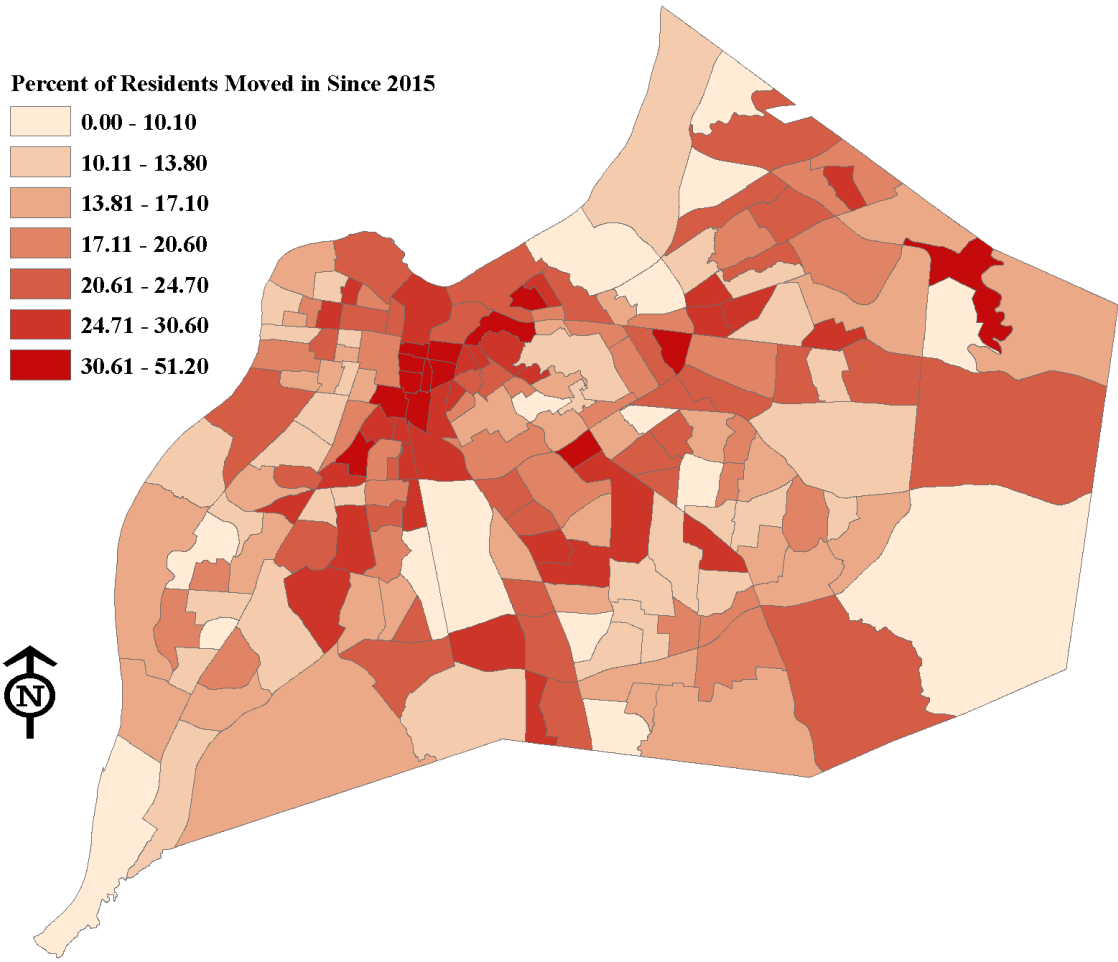 Percent of Residents Moved in Since 2015
0.00 - 10.10
10.11 - 13.80
13.81 - 17.10
17.11 - 20.60
20.61 - 24.70
24.71 - 30.60
30.61 - 51.20
N